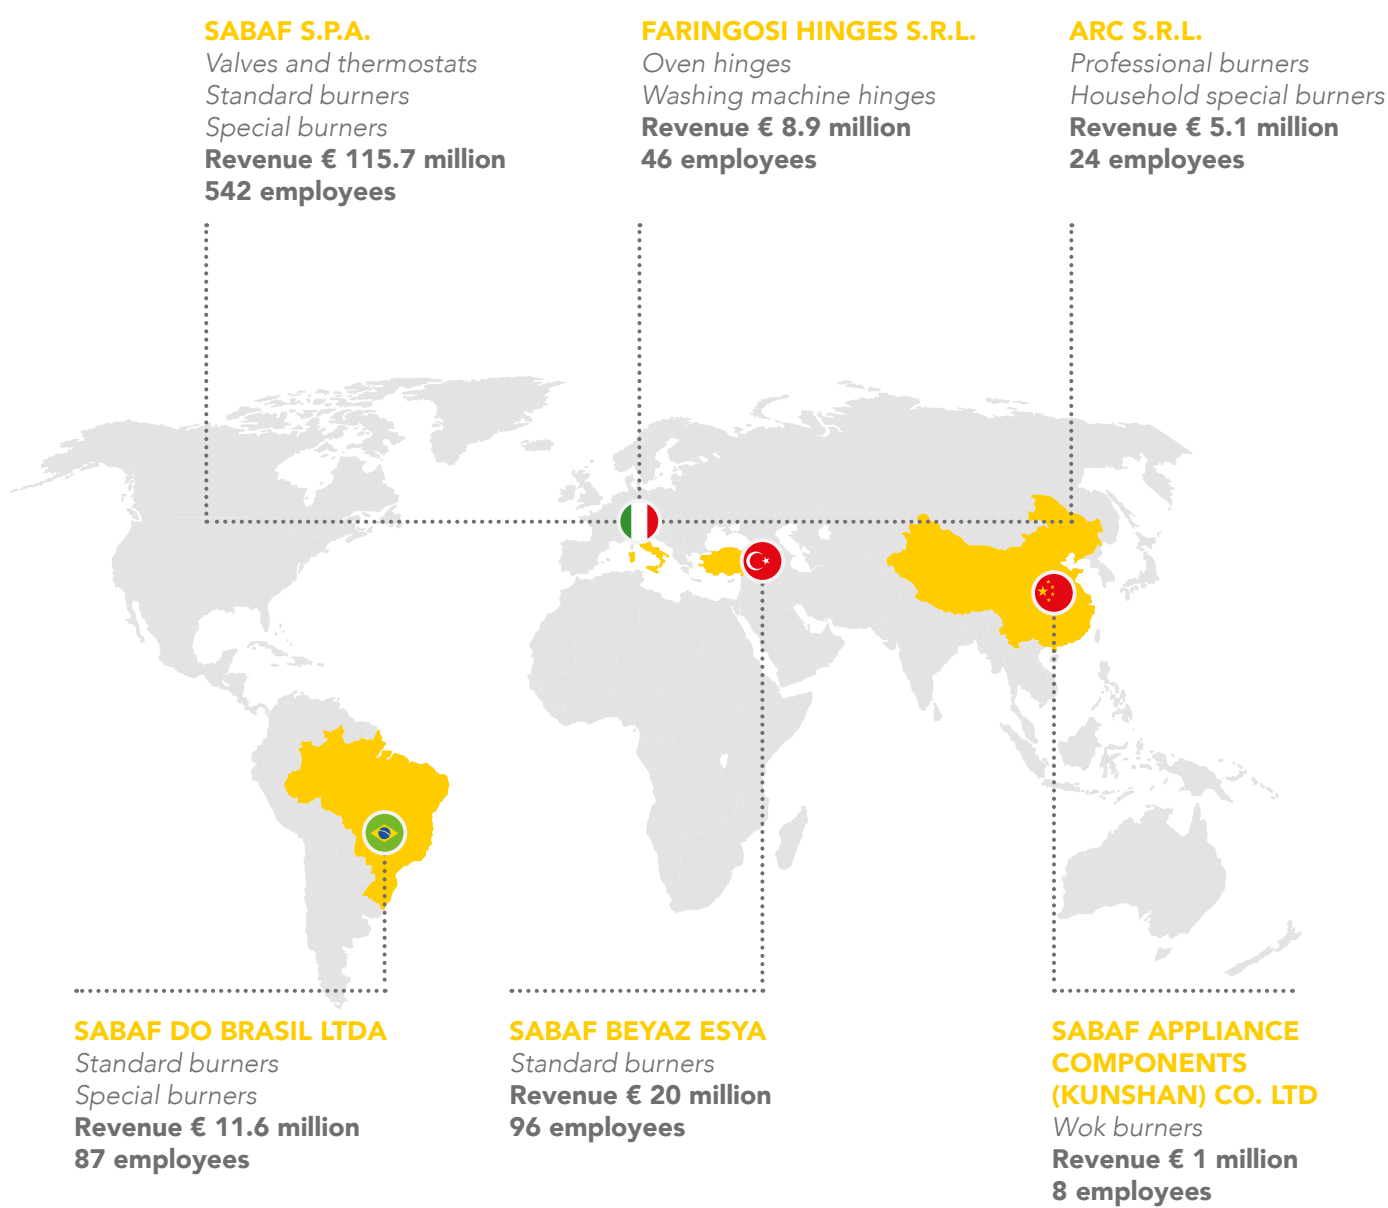 SABAF S.P.A.
Valves and thermostats
Standard burners
Special burners
Revenue € 115.7 million
542 employees
FARINGOSI HINGES S.R.L.
Oven hinges
Washing machine hinges
Revenue € 8.9 million
46 employees
ARC S.R.L.
Professional burners
Household special burners
Revenue € 5.1 million
24 employees
SABAF DO BRASIL LTDA
Standard burners
Special burners
Revenue € 11.6 million
87 employees
SABAF BEYAZ ESYA
Standard burners
Revenue € 20 million
96 employees
SABAF APPLIANCE
COMPONENTS
(KUNSHAN) CO. LTD
Wok burners
Revenue € 1 million
8 employees